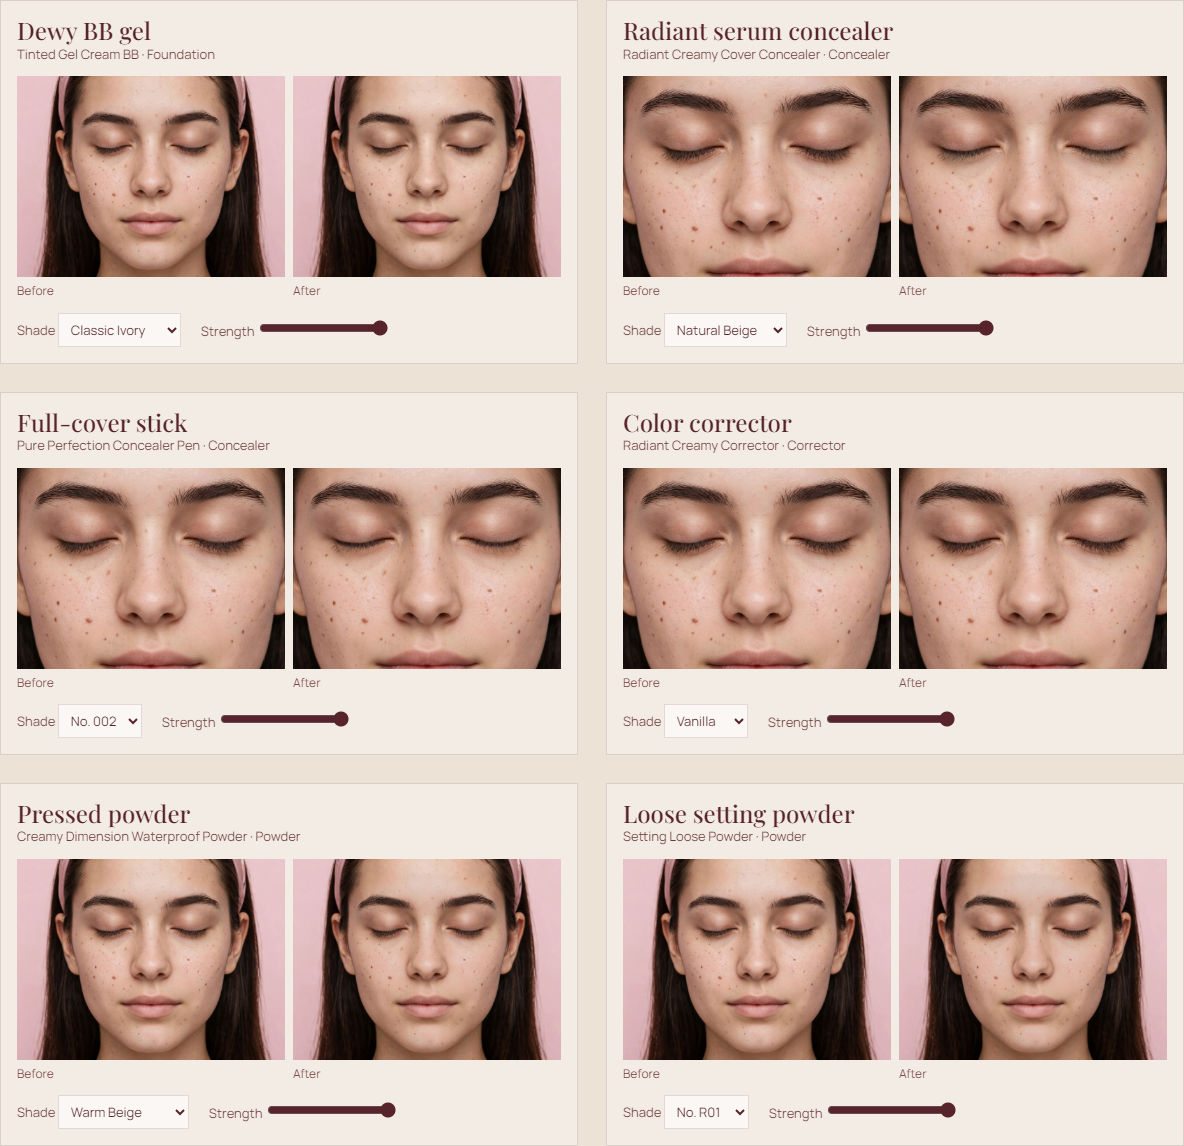 Dewy BB gel
Tinted Gel Cream BB · Foundation
Before
After
Shade
Classic Ivory
Strength
Radiant serum concealer
Radiant Creamy Cover Concealer · Concealer
Before
After
Shade
Natural Beige
Strength
Full-cover stick
Pure Perfection Concealer Pen · Concealer
Before
After
Shade
No. 002
Strength
Color corrector
Radiant Creamy Corrector · Corrector
Before
After
Shade
Vanilla
Strength
Pressed powder
Creamy Dimension Waterproof Powder · Powder
Before
After
Shade
Warm Beige
Strength
Loose setting powder
Setting Loose Powder · Powder
Before
After
Shade
No. R01
Strength